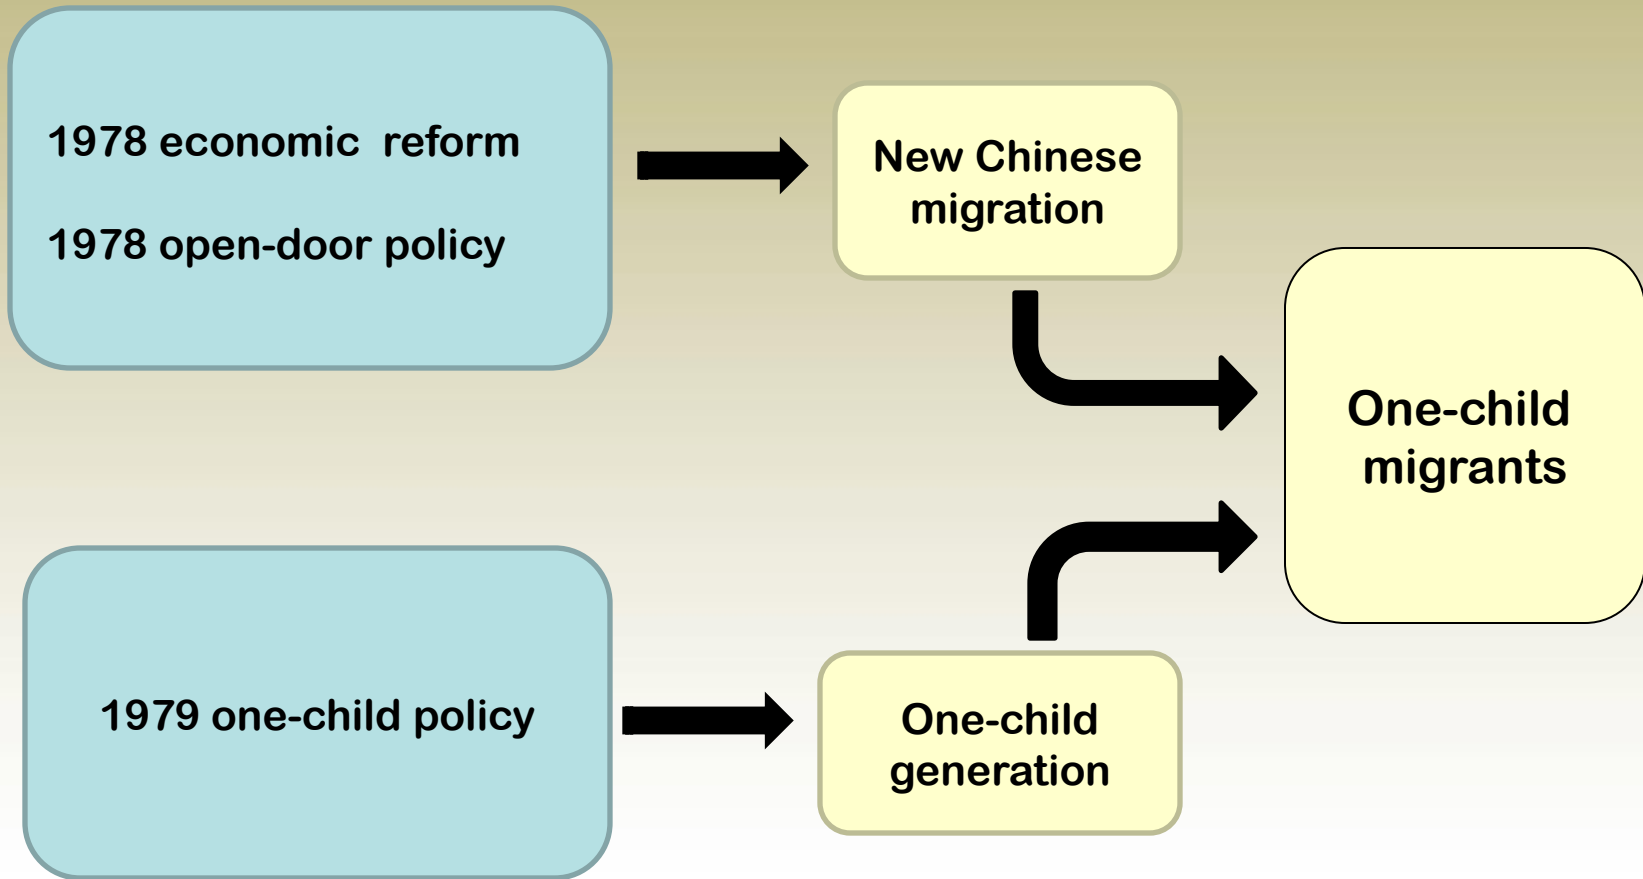 1978 economic  reform
1978 open-door policy
New Chinese
migration
One-child
migrants
1979 one-child policy
One-child
generation